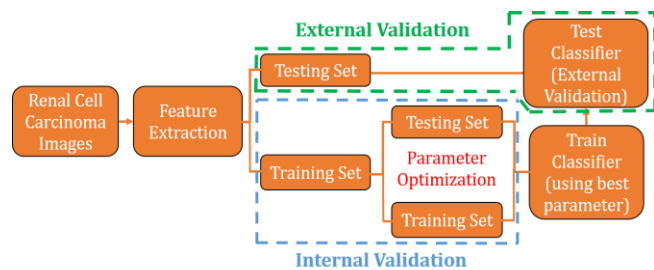 External Validation
Testing Set
Test
Classifier
(External
Validation)
Renal Cell
Carcinoma
Images
Feature
Extraction
Testing Set
Parameter
Optimization
Training Set
Training Set
Train
Classifier
(using best
parameter)
Internal Validation